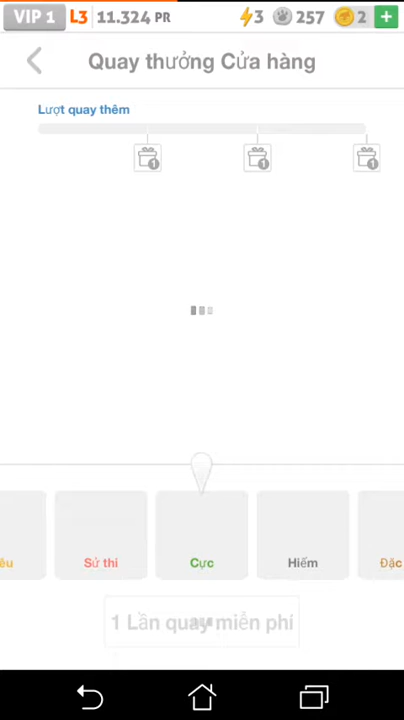 VIP 1 L3 11.324 PR 3 257 2 +
Quay thưởng Cửa hàng
Lượt quay thêm
1 1 1
êu Sử thi Cực Hiếm Đặc
1 Lần quay miễn phí